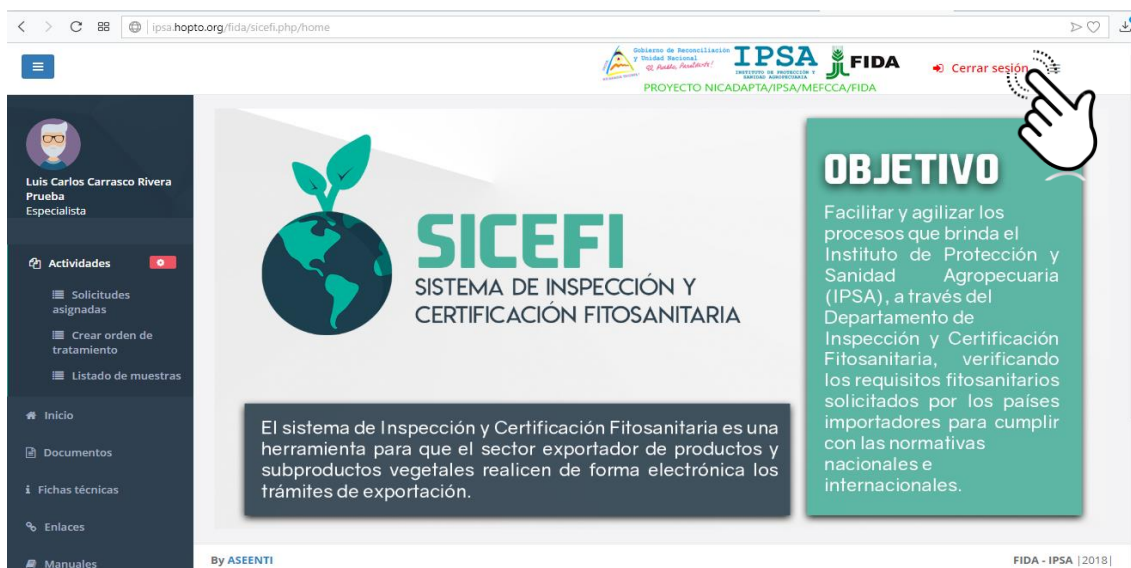 ipsa.hopto.org/fida/sicefi.php/home
Gobierno de Reconciliación
y Unidad Nacional
El Pueblo, Presidente!
IPSA
INSTITUTO DE PROTECCIÓN Y
SANIDAD AGROPECUARIA
FIDA
PROYECTO NICADAPTA/IPSA/MEFCCA/FIDA
Cerrar sesión
Luis Carlos Carrasco Rivera
Prueba
Especialista
Actividades
Solicitudes
asignadas
Crear orden de
tratamiento
Listado de muestras
Inicio
Documentos
Fichas técnicas
Enlaces
Manuales
SICEFI
SISTEMA DE INSPECCIÓN Y
CERTIFICACIÓN FITOSANITARIA
El sistema de Inspección y Certificación Fitosanitaria es una
herramienta para que el sector exportador de productos y
subproductos vegetales realicen de forma electrónica los
trámites de exportación.
OBJETIVO
Facilitar y agilizar los
procesos que brinda el
Instituto de Protección y
Sanidad Agropecuaria
(IPSA), a través del
Departamento de
Inspección y Certificación
Fitosanitaria, verificando
los requisitos fitosanitarios
solicitados por los países
importadores para cumplir
con las normativas
nacionales e
internacionales.
By ASEENTI
FIDA - IPSA |2018|